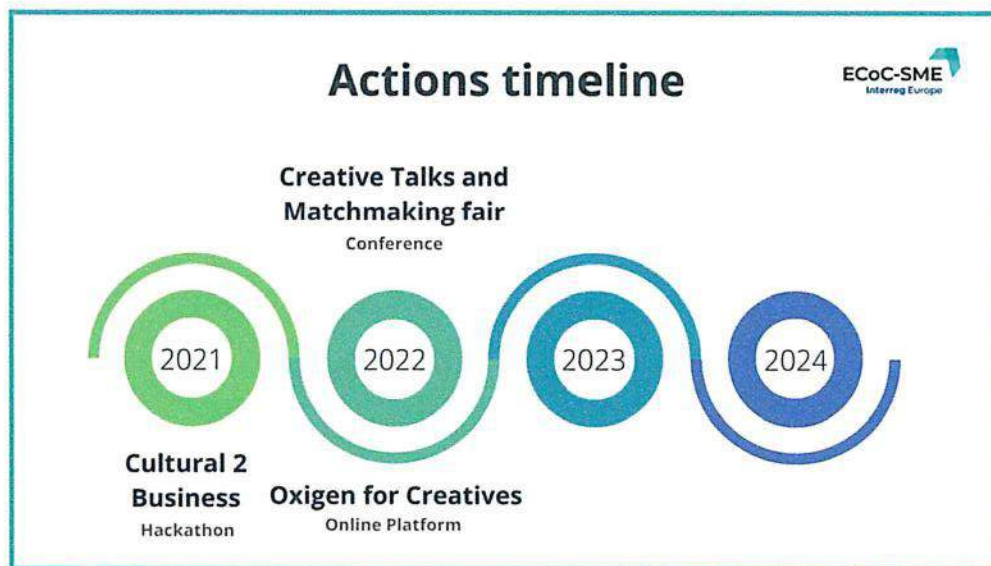 Actions timeline
ECoC-SME
Interreg Europe
Creative Talks and
Matchmaking fair
Conference
2021
2022
2023
2024
Cultural 2
Business
Hackathon
Oxigen for Creatives
Online Platform